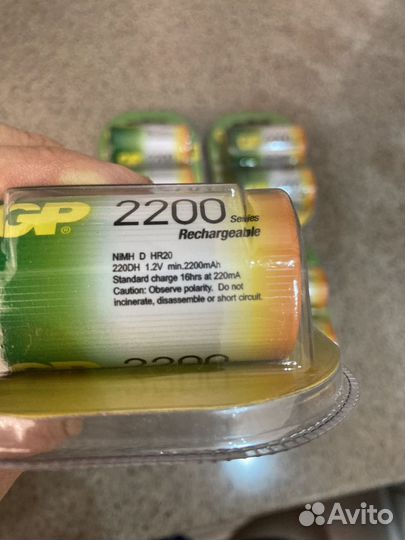 GP® 2200 Series
Rechargeable
NiMH D HR20
220DH 1.2V min.2200mAh
Standard charge 16hrs at 220mA
Caution: Observe polarity. Do not
incinerate, disassemble or short circuit.
GP 2200
Avito